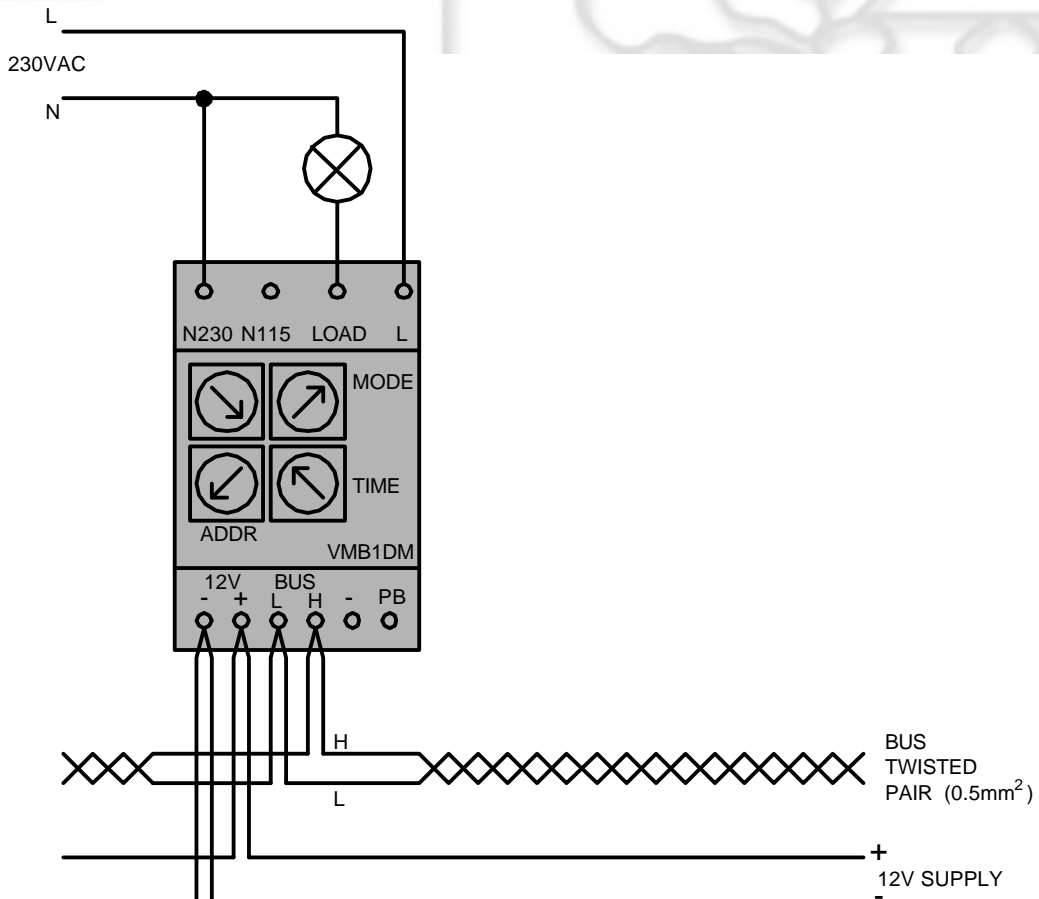 L
230VAC
N
N230 N115 LOAD L
MODE
TIME
ADDR
VMB1DM
12V BUS
- + L H - PB
H
L
BUS
TWISTED
PAIR (0.5mm²)
+
12V SUPPLY
-